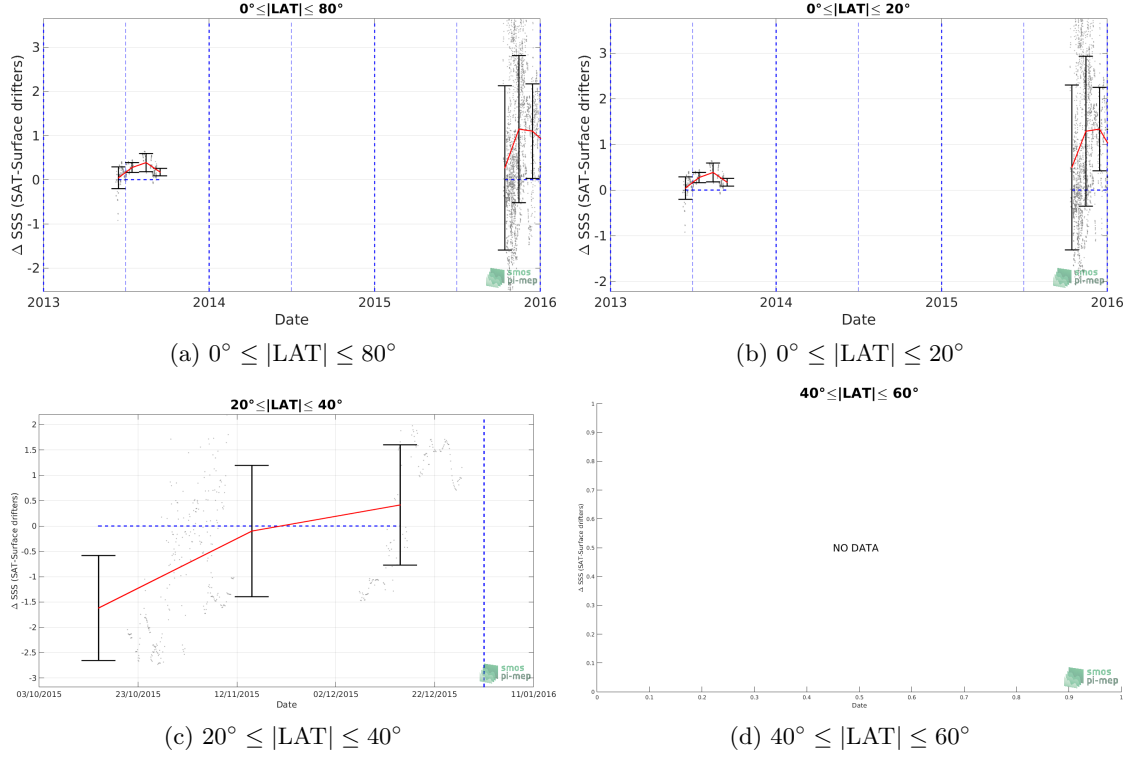 0°≤|LAT|≤ 80°
Δ SSS (SAT-Surface drifters)
3
2
1
0
-1
-2
2013
2014
2015
2016
Date
smos
pi-mep
(a) 0° ≤ |LAT| ≤ 80°
0°≤|LAT|≤ 20°
Δ SSS (SAT-Surface drifters)
3
2
1
0
-1
-2
2013
2014
2015
2016
Date
smos
pi-mep
(b) 0° ≤ |LAT| ≤ 20°
20°≤|LAT|≤ 40°
Δ SSS (SAT-Surface drifters)
2
1.5
1
0.5
0
-0.5
-1
-1.5
-2
-2.5
-3
03/10/2015
23/10/2015
12/11/2015
02/12/2015
22/12/2015
11/01/2016
Date
smos
pi-mep
(c) 20° ≤ |LAT| ≤ 40°
40°≤|LAT|≤ 60°
Δ SSS (SAT-Surface drifters)
1
0.9
0.8
0.7
0.6
0.5
0.4
0.3
0.2
0.1
0
NO DATA
0
0.1
0.2
0.3
0.4
0.5
0.6
0.7
0.8
0.9
1
Date
smos
pi-mep
(d) 40° ≤ |LAT| ≤ 60°